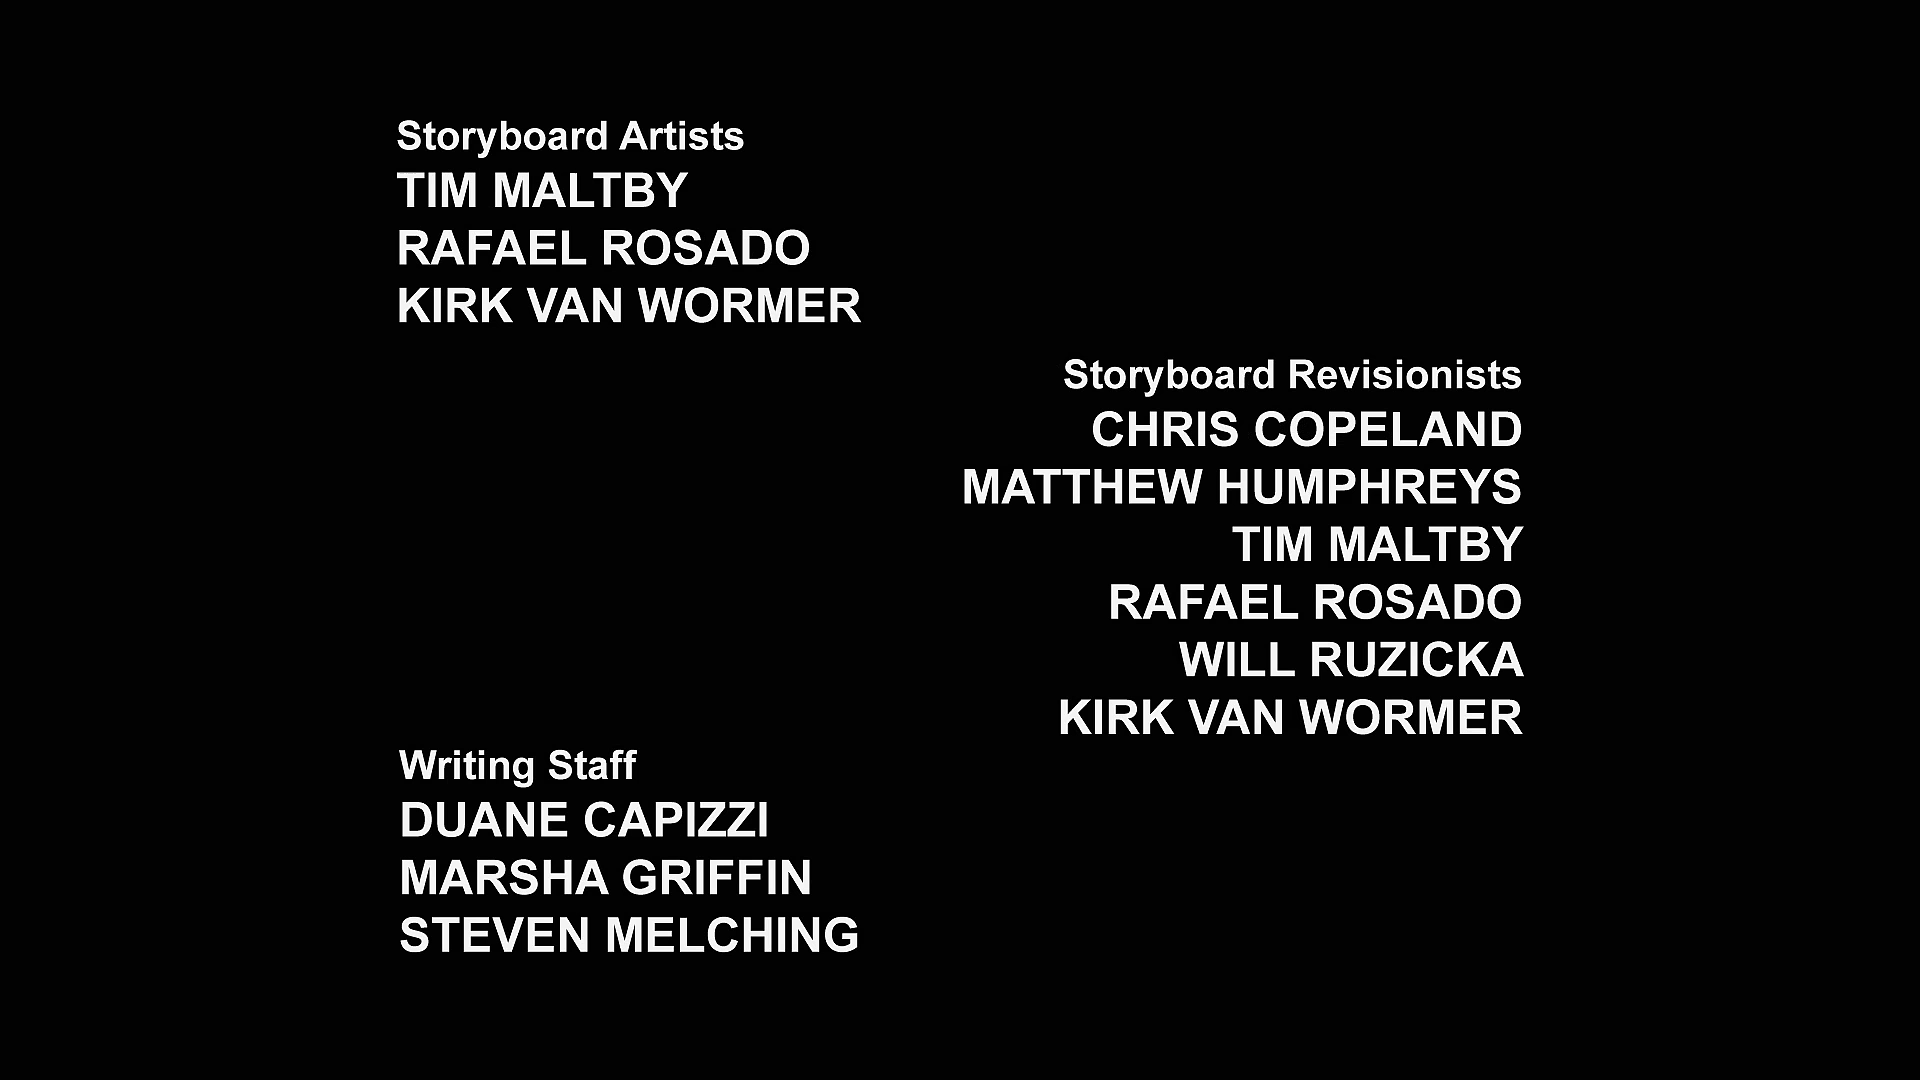 Storyboard Artists
TIM MALTBY
RAFAEL ROSADO
KIRK VAN WORMER
Storyboard Revisionists
CHRIS COPELAND
MATTHEW HUMPHREYS
TIM MALTBY
RAFAEL ROSADO
WILL RUZICKA
KIRK VAN WORMER
Writing Staff
DUANE CAPIZZI
MARSHA GRIFFIN
STEVEN MELCHING